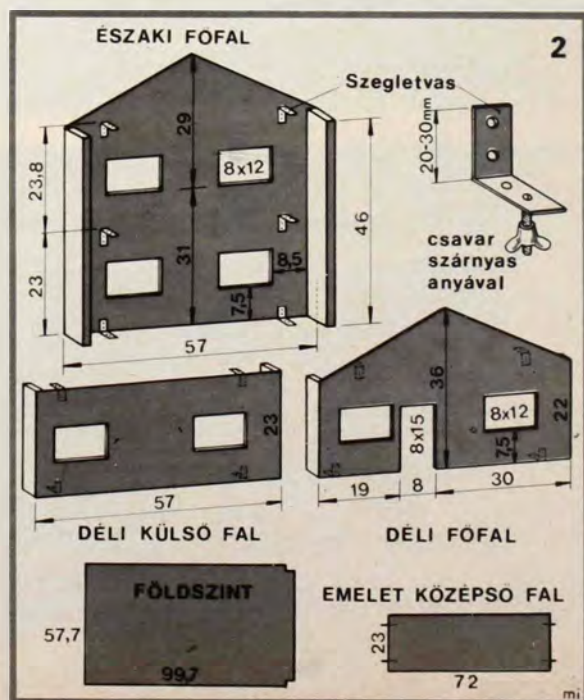 ÉSZAKI FŐFAL
2
Szegletvas
20-30mm
29
23,8
8x12
46
31
23
8,5
7,5
csavar
szárnyas
anyával
57
36
8x12
22
8x15
7,5
23
57
19
8
30
DÉLI KÜLSŐ FAL
DÉLI FŐFAL
FÖLDSZINT
57,7
99,7
EMELET KÖZÉPSŐ FAL
23
72
mi